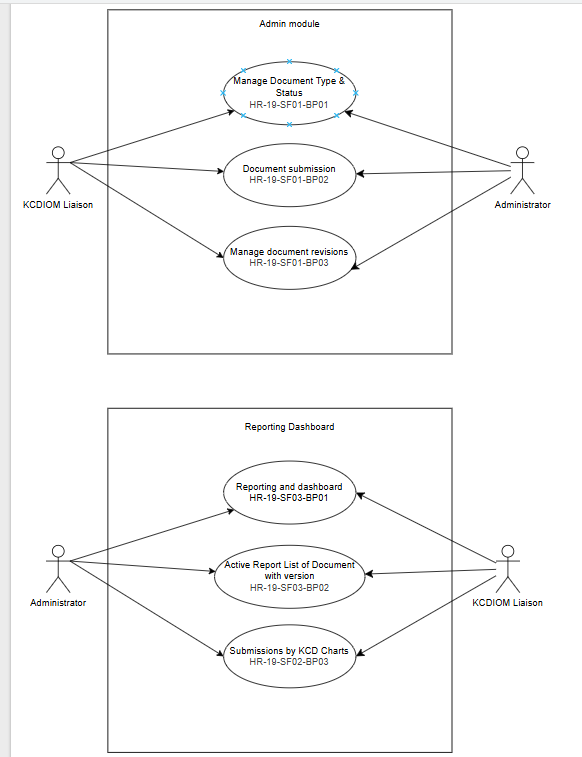 Admin module
Manage Document Type &
Status
HR-19-SF01-BP01
Document submission
HR-19-SF01-BP02
KCDIOM Liaison
Administrator
Manage document revisions
HR-19-SF01-BP03
Reporting Dashboard
Reporting and dashboard
HR-19-SF03-BP01
Active Report List of Document
with version
HR-19-SF03-BP02
Administrator
KCDIOM Liaison
Submissions by KCD Charts
HR-19-SF02-BP03